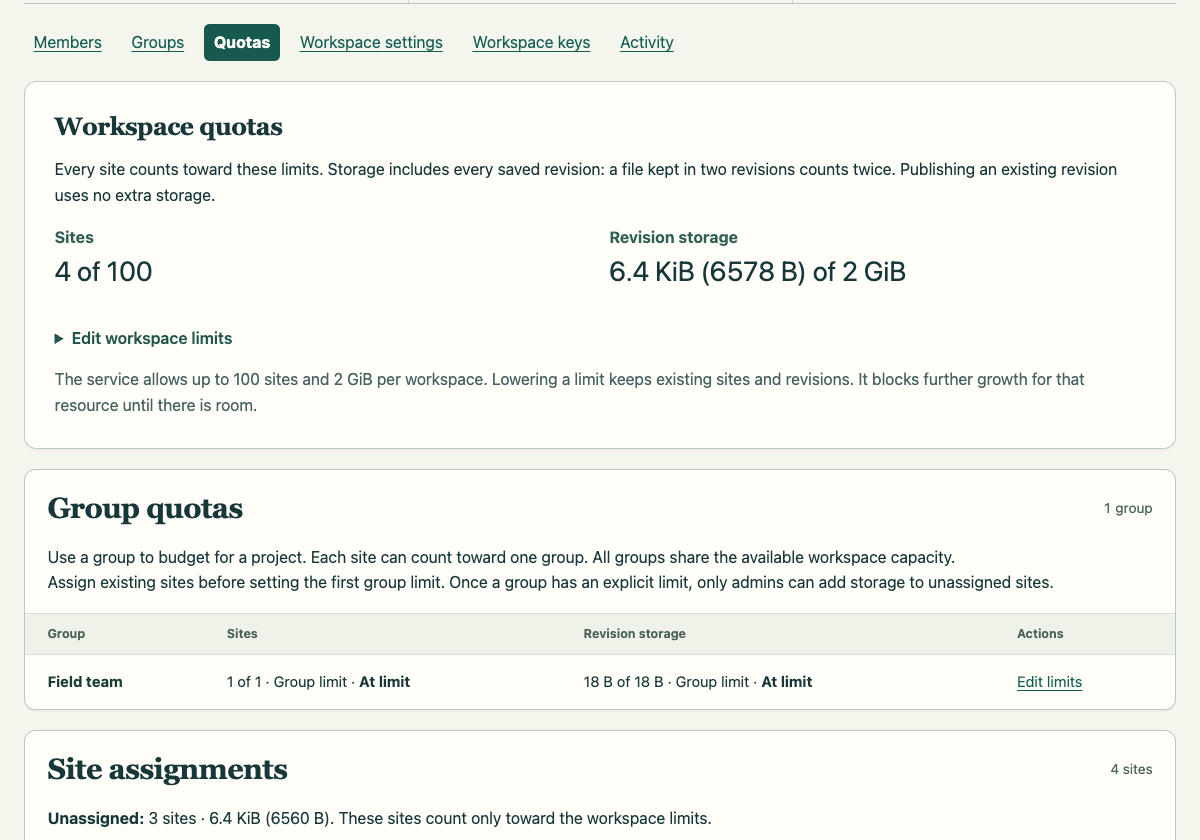 Members Groups Quotas Workspace settings Workspace keys Activity
Workspace quotas
Every site counts toward these limits. Storage includes every saved revision: a file kept in two revisions counts twice. Publishing an existing revision
uses no extra storage.
Sites
4 of 100
Revision storage
6.4 KiB (6578 B) of 2 GiB
Edit workspace limits
The service allows up to 100 sites and 2 GiB per workspace. Lowering a limit keeps existing sites and revisions. It blocks further growth for that
resource until there is room.
Group quotas
1 group
Use a group to budget for a project. Each site can count toward one group. All groups share the available workspace capacity.
Assign existing sites before setting the first group limit. Once a group has an explicit limit, only admins can add storage to unassigned sites.
Group Sites Revision storage Actions
Field team 1 of 1 · Group limit · At limit 18 B of 18 B · Group limit · At limit Edit limits
Site assignments
4 sites
Unassigned: 3 sites · 6.4 KiB (6560 B). These sites count only toward the workspace limits.